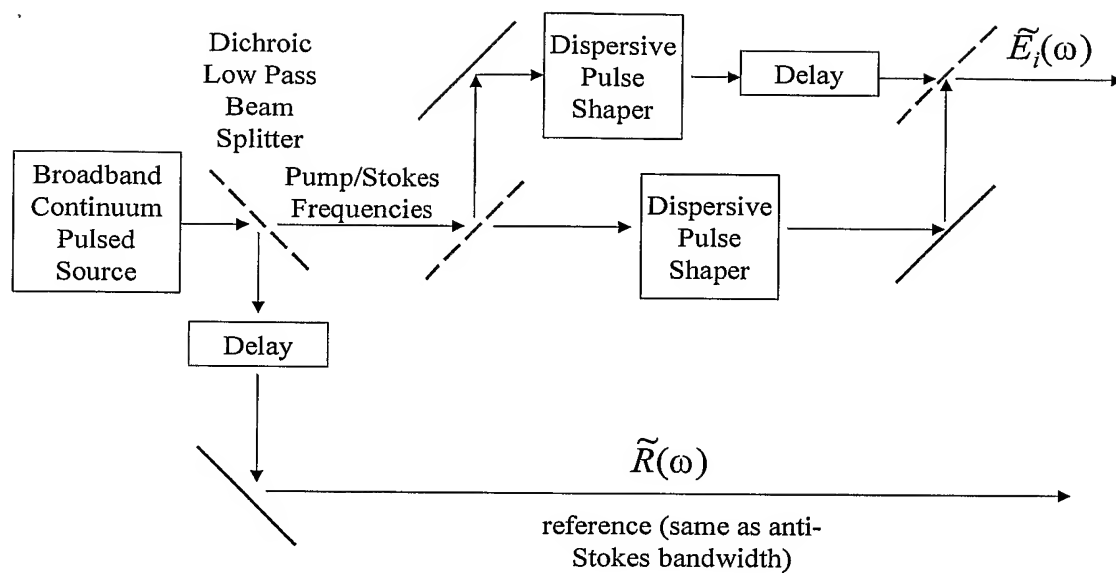 Dichroic
Low Pass
Beam
Splitter
Dispersive
Pulse
Shaper
Delay
Ẽᵢ(ω)
Broadband
Continuum
Pulsed
Source
Pump/Stokes
Frequencies
Dispersive
Pulse
Shaper
Delay
R̃(ω)
reference (same as anti-
Stokes bandwidth)